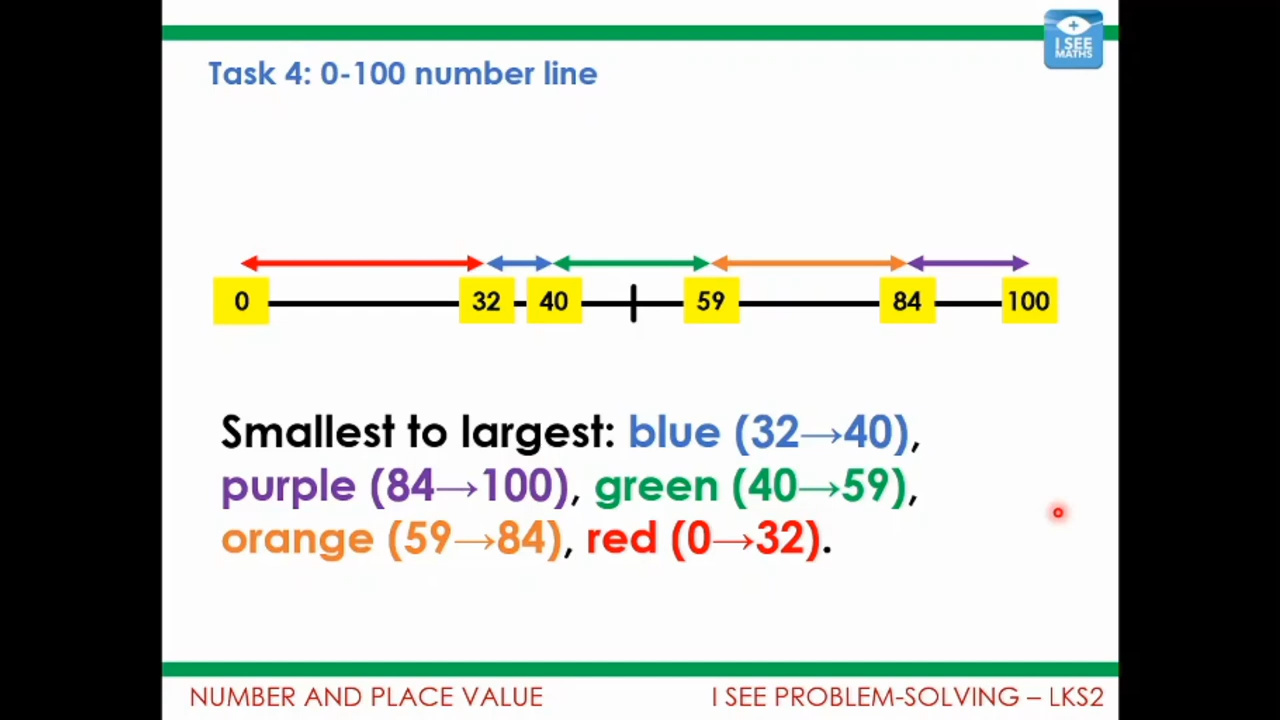 I SEE
MATHS
Task 4: 0-100 number line
0 32 40 59 84 100
Smallest to largest: blue (32→40),
purple (84→100), green (40→59),
orange (59→84), red (0→32).
NUMBER AND PLACE VALUE I SEE PROBLEM-SOLVING – LKS2